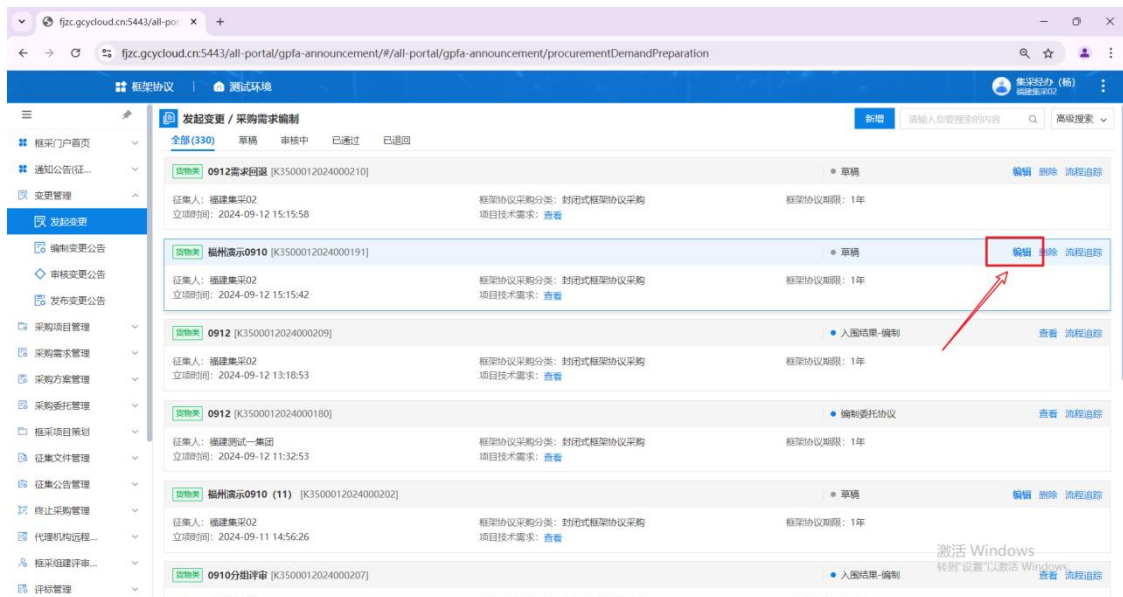 fjzc.gcycloud.cn:5443/all-por
fjzc.gcycloud.cn:5443/all-portal/gpfa-announcement/#/all-portal/gpfa-announcement/procurementDemandPreparation
框架协议 | 测试环境
集采经办（杨）
福建集采02
发起变更 / 采购需求编制
新增 请输入您要搜索的内容 高级搜索
全部(330) 草稿 审核中 已通过 已退回
框采门户首页
通知公告(征...
变更管理
发起变更
编制变更公告
审核变更公告
发布变更公告
采购项目管理
采购需求管理
采购方案管理
采购委托管理
框采项目策划
征集文件管理
征集公告管理
终止采购管理
代理机构远程...
框采组建评审...
评标管理
货物类 0912需求回退 [K3500012024000210] 草稿 编辑 删除 流程追踪
征集人：福建集采02 框架协议采购分类：封闭式框架协议采购 框架协议期限：1年
立项时间：2024-09-12 15:15:58 项目技术需求：查看
货物类 福州演示0910 [K3500012024000191] 草稿 编辑 删除 流程追踪
征集人：福建集采02 框架协议采购分类：封闭式框架协议采购 框架协议期限：1年
立项时间：2024-09-12 15:15:42 项目技术需求：查看
货物类 0912 [K3500012024000209] 入围结果-编制 查看 流程追踪
征集人：福建集采02 框架协议采购分类：封闭式框架协议采购 框架协议期限：1年
立项时间：2024-09-12 13:18:53 项目技术需求：查看
货物类 0912 [K3500012024000180] 编制委托协议 查看 流程追踪
征集人：福建测试一集团 框架协议采购分类：封闭式框架协议采购 框架协议期限：1年
立项时间：2024-09-12 11:32:53 项目技术需求：查看
货物类 福州演示0910（11） [K3500012024000202] 草稿 编辑 删除 流程追踪
征集人：福建集采02 框架协议采购分类：封闭式框架协议采购 框架协议期限：1年
立项时间：2024-09-11 14:56:26 项目技术需求：查看
货物类 0910分组评审 [K3500012024000207] 入围结果-编制 查看 流程追踪
激活 Windows
转到"设置"以激活 Windows。